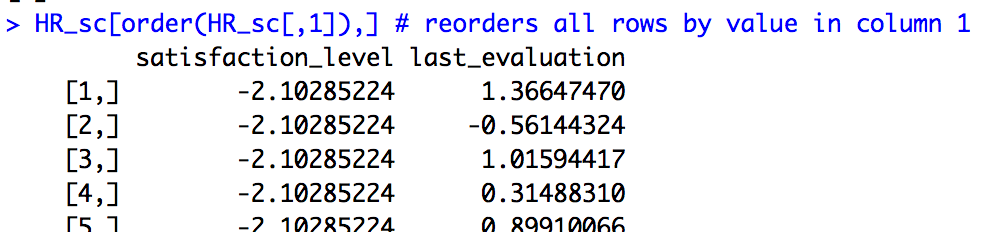 > HR_sc[order(HR_sc[,1]),] # reorders all rows by value in column 1
satisfaction_level last_evaluation
[1,] -2.10285224 1.36647470
[2,] -2.10285224 -0.56144324
[3,] -2.10285224 1.01594417
[4,] -2.10285224 0.31488310
[5,] -2.10285224 0.89910066